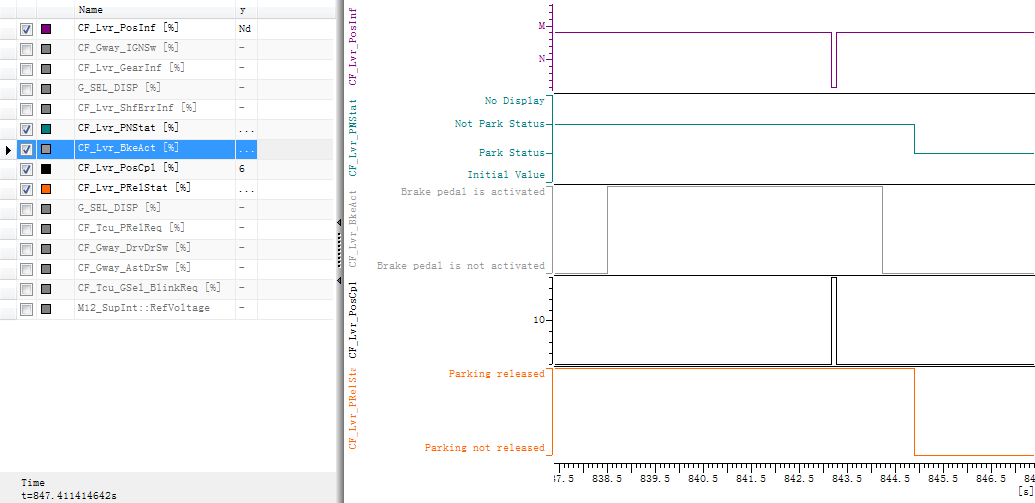 Name y
CF_Lvr_PosInf [%] Nd
CF_Gway_IGNSw [%] -
CF_Lvr_GearInf [%] -
G_SEL_DISP [%] -
CF_Lvr_ShfErrInf [%] -
CF_Lvr_PNStat [%] ...
CF_Lvr_BkeAct [%] ...
CF_Lvr_PosCpl [%] 6
CF_Lvr_PRelStat [%] ...
G_SEL_DISP [%] -
CF_Tcu_PRelReq [%] -
CF_Gway_DrvDrSw [%] -
CF_Gway_AstDrSw [%] -
CF_Tcu_GSel_BlinkReq [%] -
M12_SupInt::RefVoltage -
Time
t=847.411414642s
CF_Lvr_PosInf
M
N
CF_Lvr_PNStat
No Display
Not Park Status
Park Status
Initial Value
CF_Lvr_BkeAct
Brake pedal is activated
Brake pedal is not activated
CF_Lvr_PosCpl
10
CF_Lvr_PRelSta
Parking released
Parking not released
37.5 838.5 839.5 840.5 841.5 842.5 843.5 844.5 845.5 846.5 84
[s]